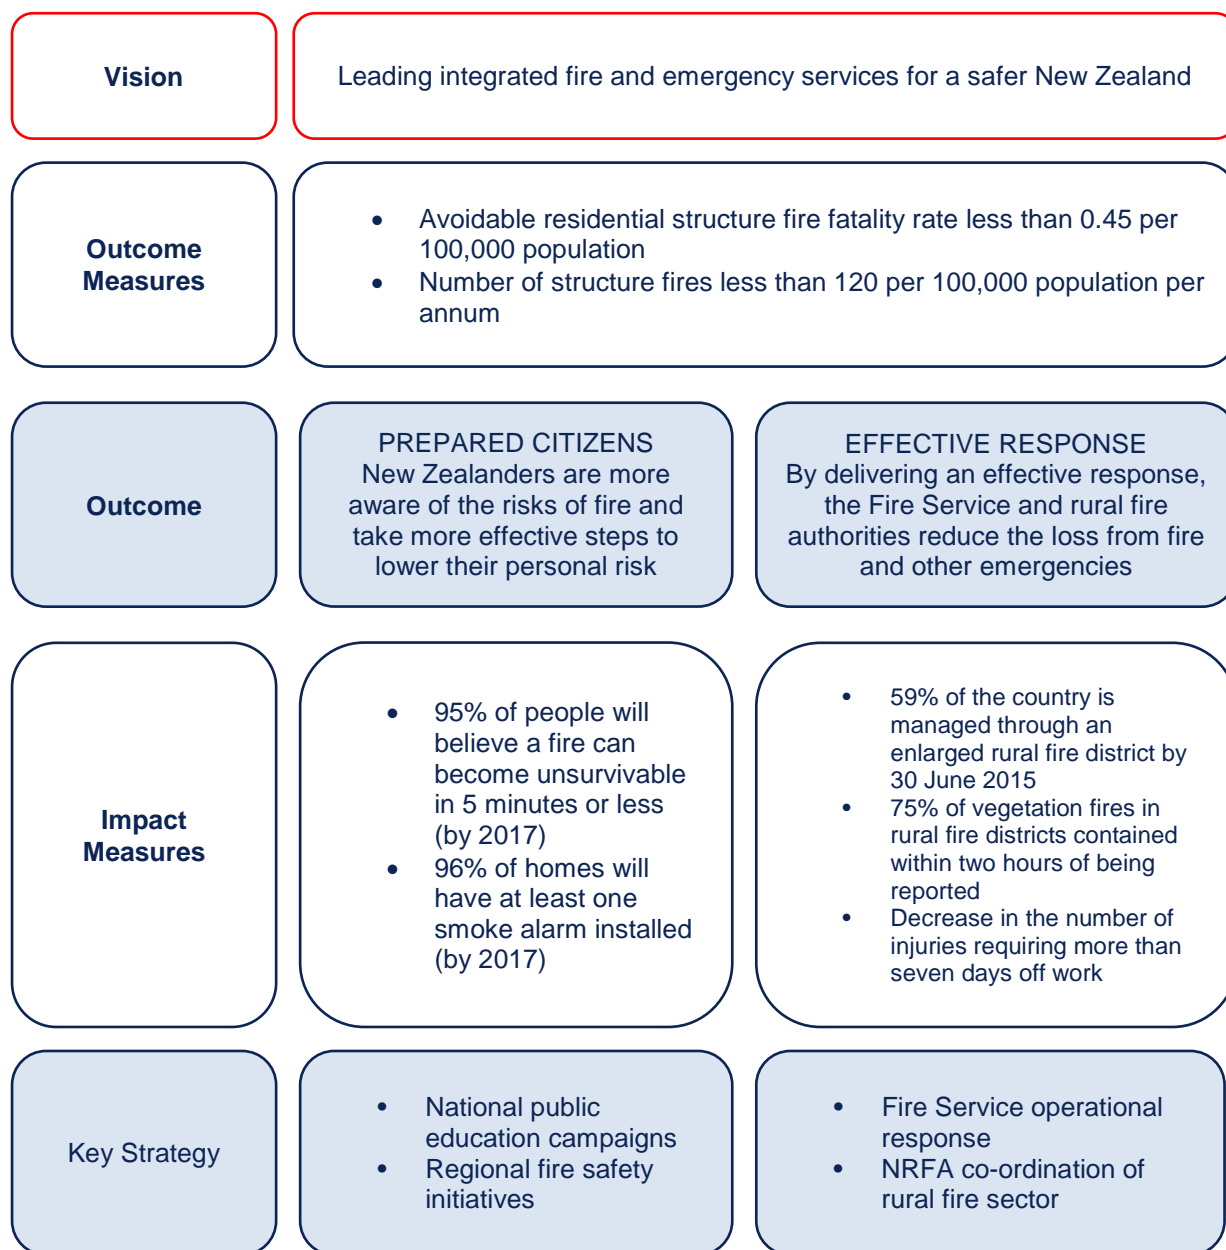 Vision
Leading integrated fire and emergency services for a safer New Zealand
Outcome
Measures
• Avoidable residential structure fire fatality rate less than 0.45 per
100,000 population
• Number of structure fires less than 120 per 100,000 population per
annum
Outcome
PREPARED CITIZENS
New Zealanders are more
aware of the risks of fire and
take more effective steps to
lower their personal risk
EFFECTIVE RESPONSE
By delivering an effective response,
the Fire Service and rural fire
authorities reduce the loss from fire
and other emergencies
Impact
Measures
• 95% of people will
believe a fire can
become unsurvivable
in 5 minutes or less
(by 2017)
• 96% of homes will
have at least one
smoke alarm installed
(by 2017)
• 59% of the country is
managed through an
enlarged rural fire district by
30 June 2015
• 75% of vegetation fires in
rural fire districts contained
within two hours of being
reported
• Decrease in the number of
injuries requiring more than
seven days off work
Key Strategy
• National public
education campaigns
• Regional fire safety
initiatives
• Fire Service operational
response
• NRFA co-ordination of
rural fire sector